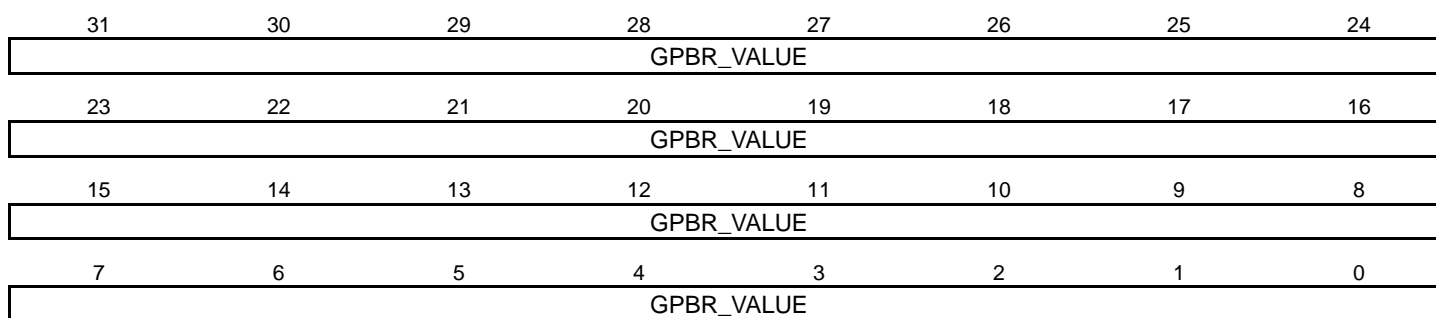 31 30 29 28 27 26 25 24
GPBR_VALUE
23 22 21 20 19 18 17 16
GPBR_VALUE
15 14 13 12 11 10 9 8
GPBR_VALUE
7 6 5 4 3 2 1 0
GPBR_VALUE